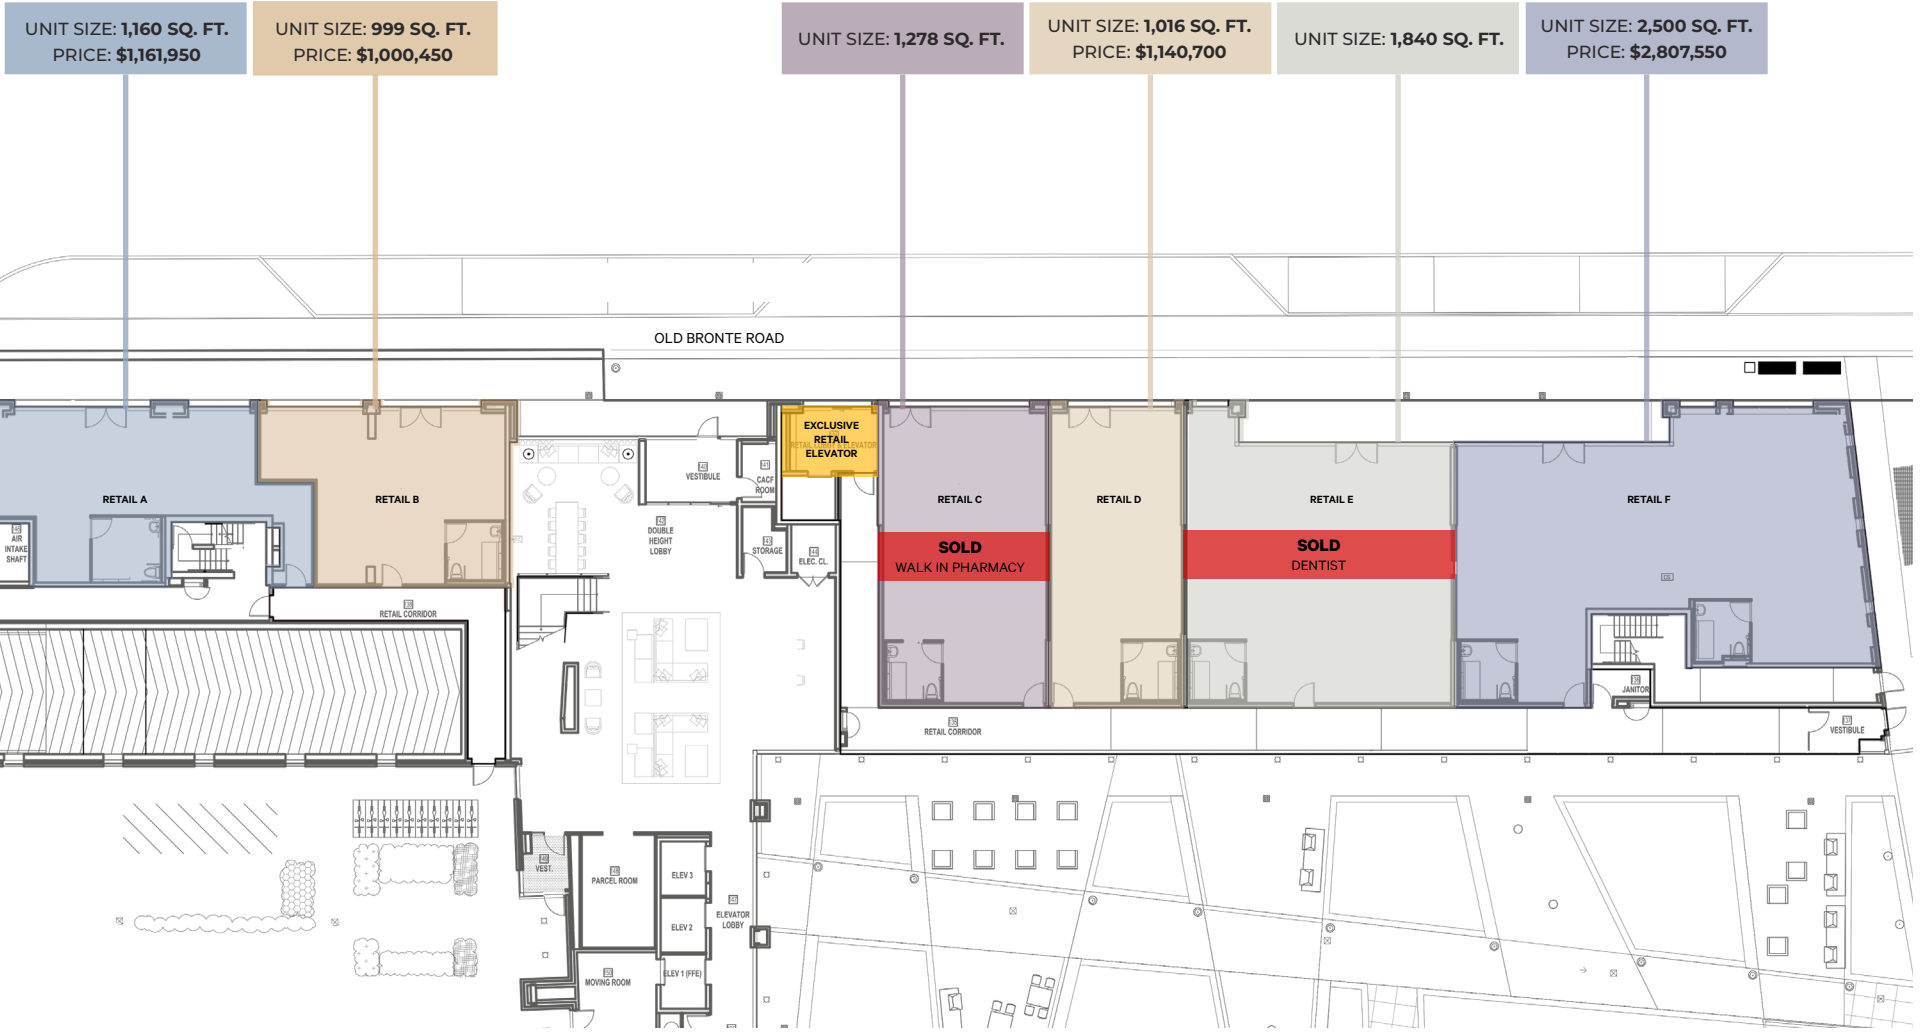 UNIT SIZE: 1,160 SQ. FT.
PRICE: $1,161,950
UNIT SIZE: 999 SQ. FT.
PRICE: $1,000,450
UNIT SIZE: 1,278 SQ. FT.
UNIT SIZE: 1,016 SQ. FT.
PRICE: $1,140,700
UNIT SIZE: 1,840 SQ. FT.
UNIT SIZE: 2,500 SQ. FT.
PRICE: $2,807,550
OLD BRONTE ROAD
EXCLUSIVE
RETAIL
RETAIL LOBBY & ELEVATOR
ELEVATOR
RETAIL A
RETAIL B
RETAIL C
RETAIL D
RETAIL E
RETAIL F
VESTIBULE
CACF
ROOM
AIR
INTAKE
SHAFT
DOUBLE
HEIGHT
LOBBY
STORAGE
ELEC. CL.
SOLD
WALK IN PHARMACY
SOLD
DENTIST
RETAIL CORRIDOR
JANITOR
RETAIL CORRIDOR
VESTIBULE
VEST.
PARCEL ROOM
ELEV 3
ELEVATOR
LOBBY
ELEV 2
MOVING ROOM
ELEV 1 (FFE)